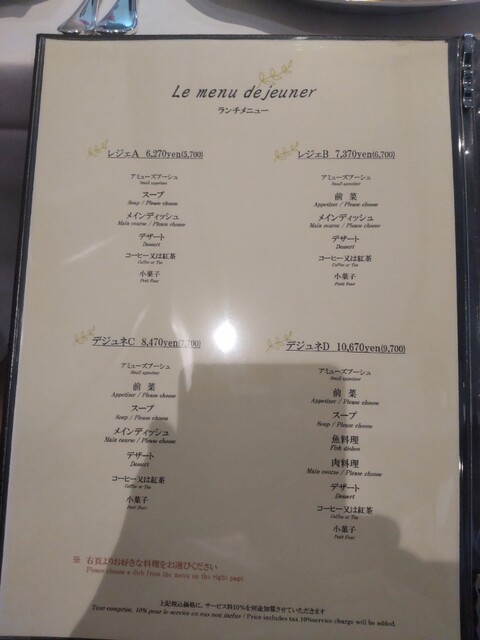 Le menu dejeuner
ランチメニュー
レジェA 6,270yen(5,700)
アミューズブーシュ
Small appetizer
スープ
Soup / Please choose
メインディッシュ
Main course / Please choose
デザート
Dessert
コーヒー又は紅茶
Coffee or Tea
小菓子
Petit Four
レジェB 7,370yen(6,700)
アミューズブーシュ
Small appetizer
前菜
Appetizer / Please choose
メインディッシュ
Main course / Please choose
デザート
Dessert
コーヒー又は紅茶
Coffee or Tea
小菓子
Petit Four
デジュネC 8,470yen(7,700)
アミューズブーシュ
Small appetizer
前菜
Appetizer / Please choose
スープ
Soup / Please choose
メインディッシュ
Main course / Please choose
デザート
Dessert
コーヒー又は紅茶
Coffee or Tea
小菓子
Petit Four
デジュネD 10,670yen(9,700)
アミューズブーシュ
Small appetizer
前菜
Appetizer / Please choose
スープ
Soup / Please choose
魚料理
Fish dishes
肉料理
Main course / Please choose
デザート
Dessert
コーヒー又は紅茶
Coffee or Tea
小菓子
Petit Four
※ 右頁よりお好きな料理をお選びください
Please choose a dish from the menu on the right page
上記税込価格に、サービス料10%を別途加算させていただきます
Taxe comprise, 10% pour le service en sus non inclus / Price includes tax.10%service charge will be added.